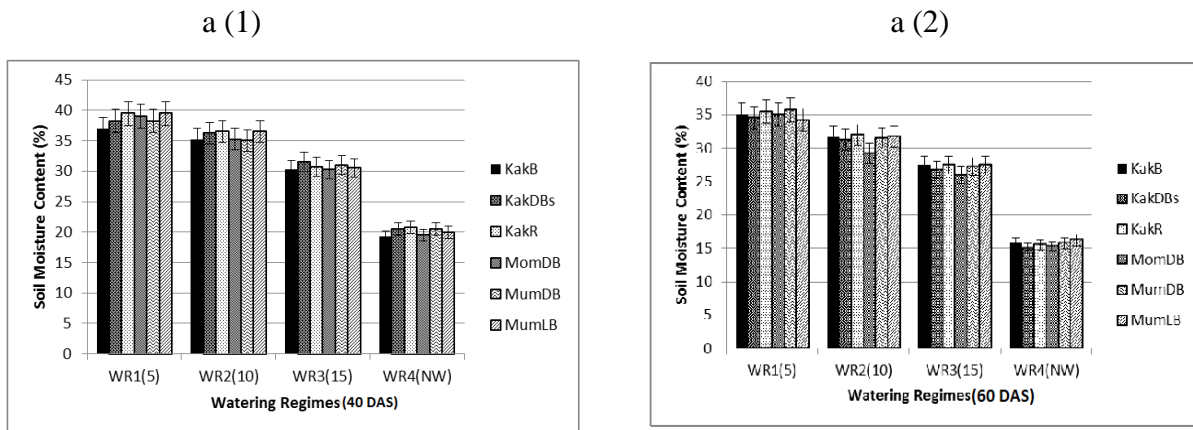 a (1)
a (2)
Soil Moisture Content (%)
45
40
35
30
25
20
15
10
5
0
WR1(5) WR2(10) WR3(15) WR4(NW)
Watering Regimes (40 DAS)
KakB
KakDBs
KakR
MomDB
MumDB
MumLB
Soil Moisture Content (%)
40
35
30
25
20
15
10
5
0
WR1(5) WR2(10) WR3(15) WR4(NW)
Watering Regimes (60 DAS)
KakB
KakDBs
KakR
MomDB
MumDB
MumLB